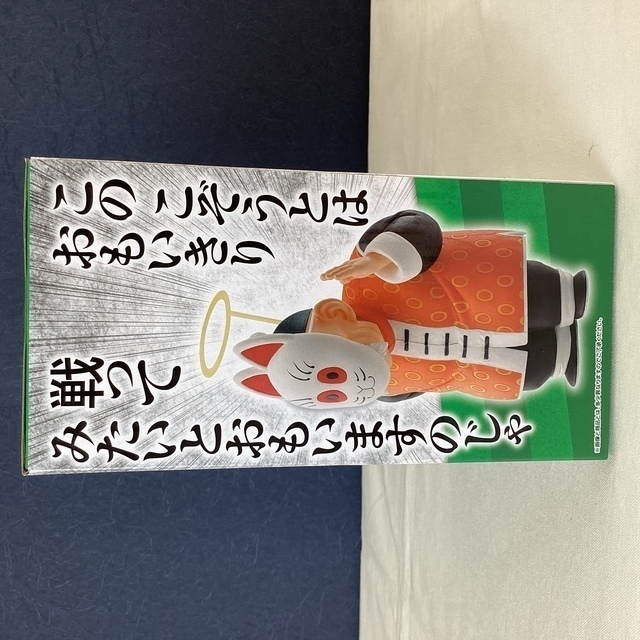 このこぞうとは
おもいきり
戦って
みたいとおもいますのじゃ